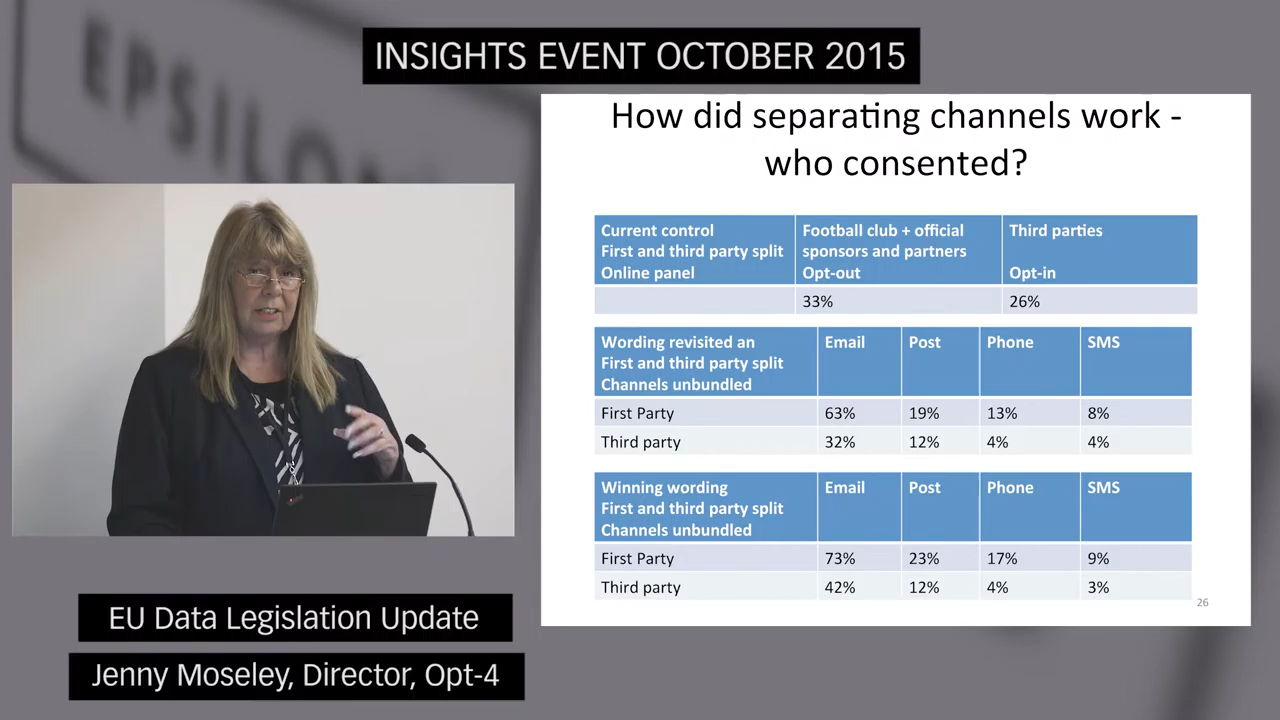 INSIGHTS EVENT OCTOBER 2015
EPSILON
How did separating channels work -
who consented?
Current control
First and third party split
Online panel
Football club + official
sponsors and partners
Opt-out
Third parties
Opt-in
33%
26%
Wording revisited an
First and third party split
Channels unbundled
Email
Post
Phone
SMS
First Party
63%
19%
13%
8%
Third party
32%
12%
4%
4%
Winning wording
First and third party split
Channels unbundled
Email
Post
Phone
SMS
First Party
73%
23%
17%
9%
Third party
42%
12%
4%
3%
26
EU Data Legislation Update
Jenny Moseley, Director, Opt-4